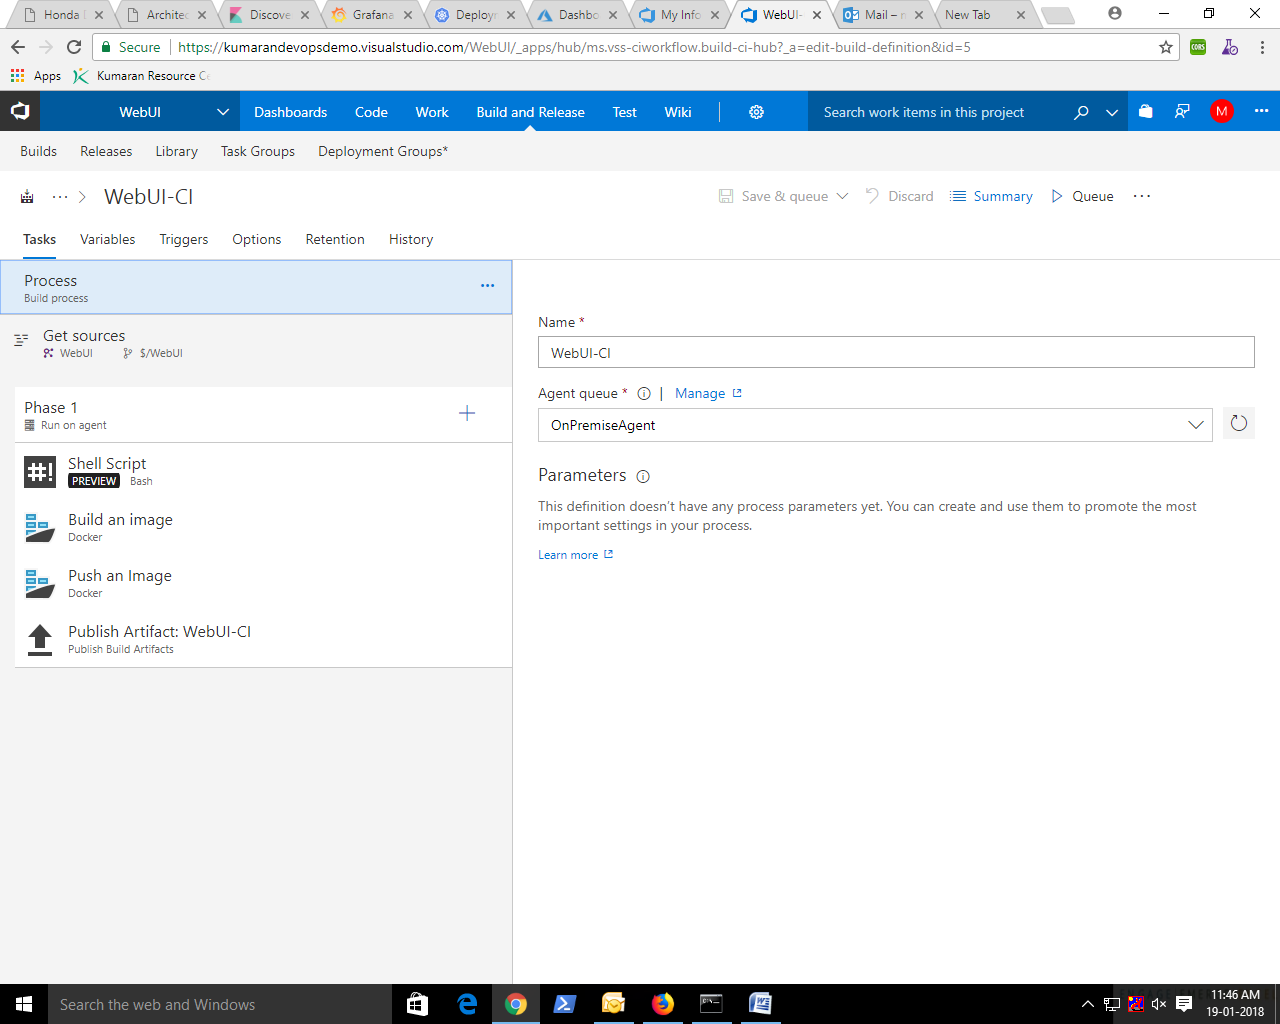 Honda
Architec
Discove
Grafana
Deployr
Dashbo
My Info
WebUI-
Mail –
New Tab
Secure https://kumarandevopsdemo.visualstudio.com/WebUI/_apps/hub/ms.vss-ciworkflow.build-ci-hub?_a=edit-build-definition&id=5
CORS
Apps Kumaran Resource Ce
WebUI Dashboards Code Work Build and Release Test Wiki Search work items in this project M
Builds Releases Library Task Groups Deployment Groups*
WebUI-CI Save & queue Discard Summary Queue
Tasks Variables Triggers Options Retention History
Process
Build process
Get sources
WebUI $/WebUI
Phase 1
Run on agent
#! Shell Script
PREVIEW Bash
Build an image
Docker
Push an Image
Docker
Publish Artifact: WebUI-CI
Publish Build Artifacts
Name *
WebUI-CI
Agent queue * | Manage
OnPremiseAgent
Parameters
This definition doesn't have any process parameters yet. You can create and use them to promote the most
important settings in your process.
Learn more
Search the web and Windows
11:46 AM
19-01-2018